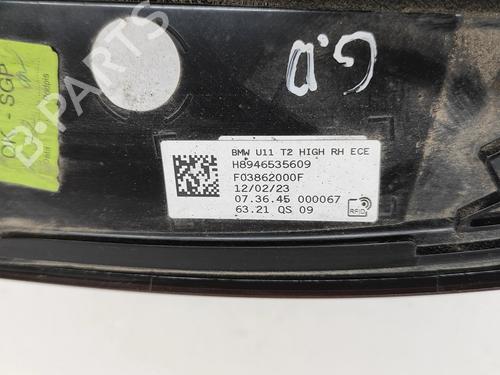 OK - SGP
G.D
B-PARTS
BMW U11 T2 HIGH RH ECE
H8946535609
F03862000F
12/02/23
07.36.45 000067
63.21 QS 09
RFID